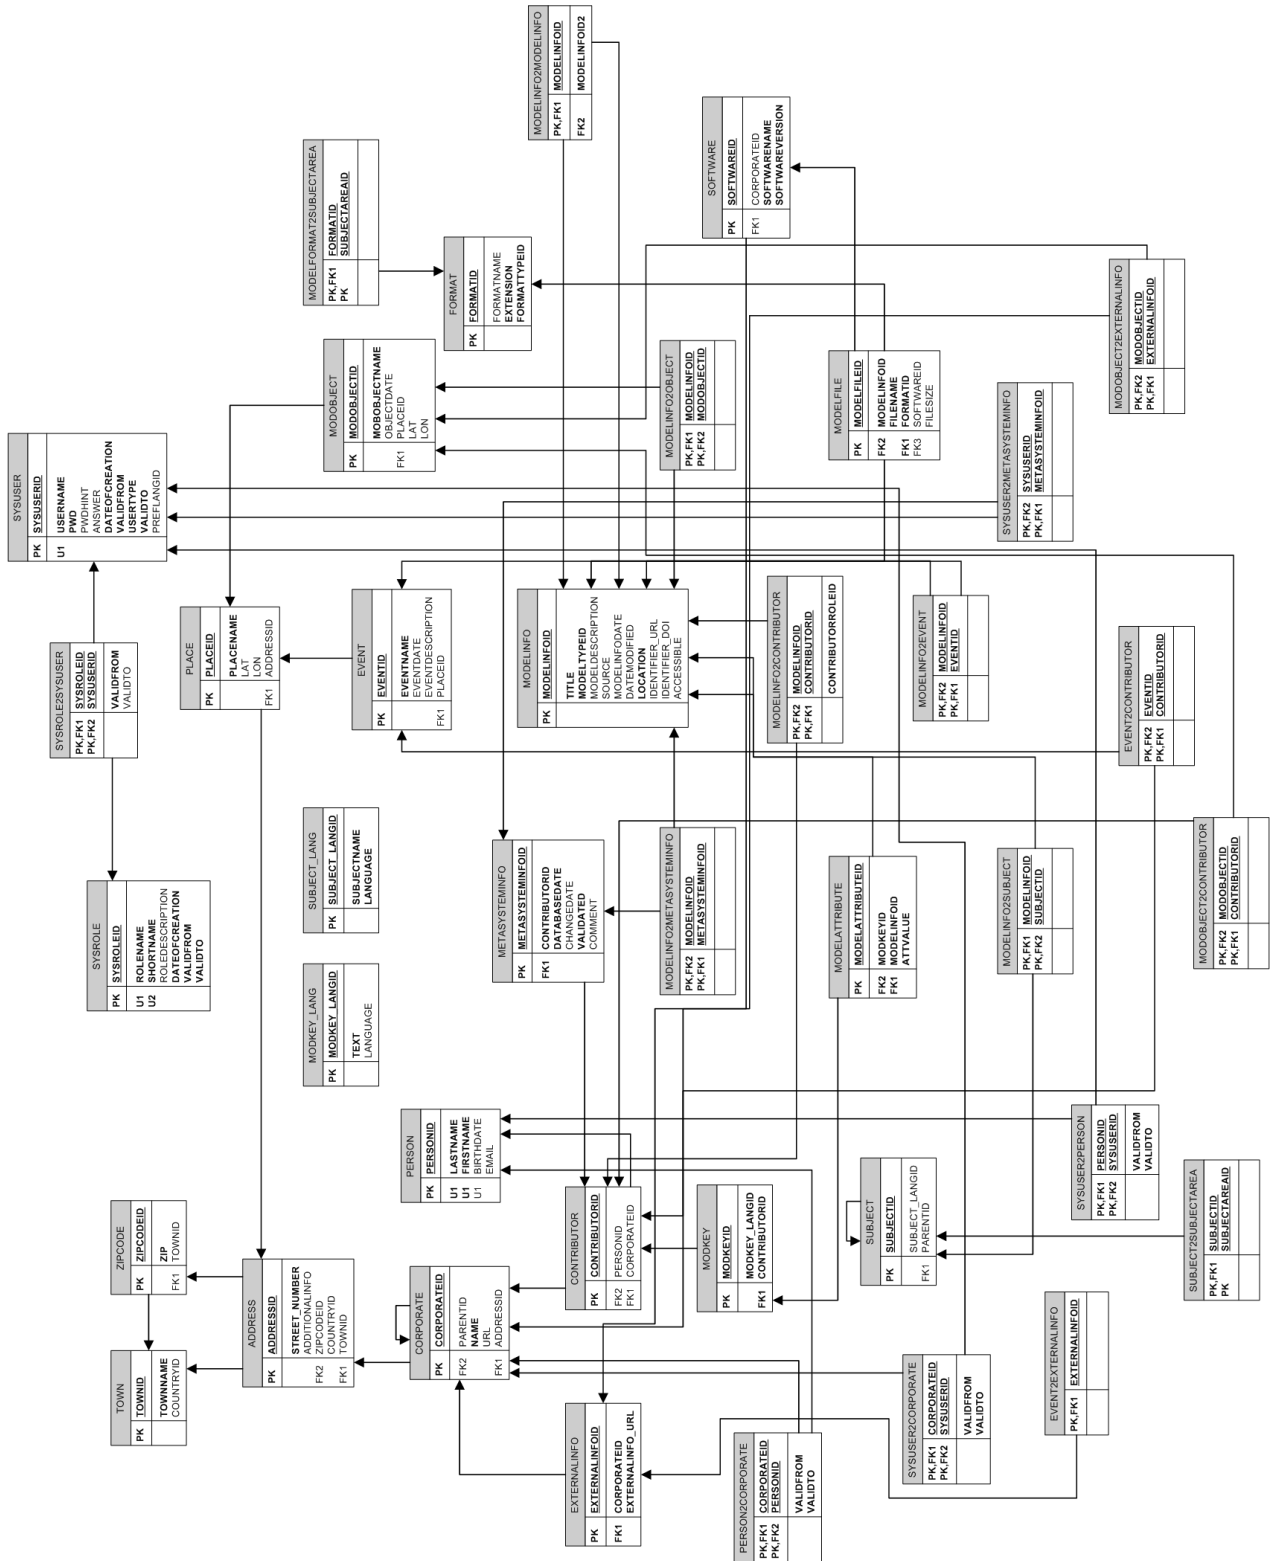 SYSUSER
PK SYSUSERID
U1 USERNAME
PWD
PWDHINT
ANSWER
DATEOFCREATION
VALIDFROM
USERTYPE
VALIDTO
PREFLANGID
SYSROLE2SYSUSER
PK,FK1 SYSROLEID
PK,FK2 SYSUSERID
VALIDFROM
VALIDTO
SYSROLE
PK SYSROLEID
U1 ROLENAME
U2 SHORTNAME
ROLEDESCRIPTION
DATEOFCREATION
VALIDFROM
VALIDTO
ZIPCODE
PK ZIPCODEID
ZIP
FK1 TOWNID
TOWN
PK TOWNID
TOWNNAME
COUNTRYID
PLACE
PK PLACEID
PLACENAME
LAT
LON
FK1 ADDRESSID
ADDRESS
PK ADDRESSID
STREET_NUMBER
ADDITIONALINFO
FK2 ZIPCODEID
COUNTRYID
FK1 TOWNID
MODELFORMAT2SUBJECTAREA
PK,FK1 FORMATID
PK SUBJECTAREAID
MODOBJECT
PK MODOBJECTID
MOBOBJECTNAME
OBJECTDATE
FK1 PLACEID
LAT
LON
SUBJECT_LANG
PK SUBJECT_LANGID
SUBJECTNAME
LANGUAGE
MODKEY_LANG
PK MODKEY_LANGID
TEXT
LANGUAGE
EVENT
PK EVENTID
EVENTNAME
EVENTDATE
EVENTDESCRIPTION
FK1 PLACEID
FORMAT
PK FORMATID
FORMATNAME
EXTENSION
FORMATTYPEID
PERSON
PK PERSONID
U1 LASTNAME
U1 FIRSTNAME
U1 BIRTHDATE
EMAIL
CORPORATE
PK CORPORATEID
FK2 PARENTID
NAME
URL
FK1 ADDRESSID
MODELINFO2MODELINFO
PK,FK1 MODELINFOID
FK2 MODELINFOID2
MODELINFO
PK MODELINFOID
TITLE
MODELTYPEID
MODELDESCRIPTION
SOURCE
MODELINFODATE
DATEMODIFIED
LOCATION
IDENTIFIER_URL
IDENTIFIER_DOI
ACCESSIBLE
METASYSTEMINFO
PK METASYSTEMINFOID
FK1 CONTRIBUTORID
DATABASEDATE
CHANGEDATE
VALIDATED
COMMENT
CONTRIBUTOR
PK CONTRIBUTORID
FK2 PERSONID
FK1 CORPORATEID
EXTERNALINFO
PK EXTERNALINFOID
FK1 CORPORATEID
EXTERNALINFO_URL
SOFTWARE
PK SOFTWAREID
FK1 CORPORATEID
SOFTWARENAME
SOFTWAREVERSION
MODELINFO2OBJECT
PK,FK1 MODELINFOID
PK,FK2 MODOBJECTID
MODELINFO2METASYSTEMINFO
PK,FK2 MODELINFOID
PK,FK1 METASYSTEMINFOID
MODKEY
PK MODKEYID
MODKEY_LANGID
FK1 CONTRIBUTORID
PERSON2CORPORATE
PK,FK1 CORPORATEID
PK,FK2 PERSONID
VALIDFROM
VALIDTO
MODELINFO2CONTRIBUTOR
PK,FK2 MODELINFOID
PK,FK1 CONTRIBUTORID
CONTRIBUTORROLEID
MODELFILE
PK MODELFILEID
FK2 MODELINFOID
FILENAME
FK1 FORMATID
FK3 SOFTWAREID
FILESIZE
MODELATTRIBUTE
PK MODELATTRIBUTEID
FK2 MODKEYID
FK1 MODELINFOID
ATTVALUE
SUBJECT
PK SUBJECTID
SUBJECT_LANGID
FK1 PARENTID
SYSUSER2CORPORATE
PK,FK1 CORPORATEID
PK,FK2 SYSUSERID
VALIDFROM
VALIDTO
MODELINFO2EVENT
PK,FK2 MODELINFOID
PK,FK1 EVENTID
SYSUSER2METASYSTEMINFO
PK,FK2 SYSUSERID
PK,FK1 METASYSTEMINFOID
MODELINFO2SUBJECT
PK,FK1 MODELINFOID
PK,FK2 SUBJECTID
SYSUSER2PERSON
PK,FK1 PERSONID
PK,FK2 SYSUSERID
VALIDFROM
VALIDTO
EVENT2EXTERNALINFO
PK,FK1 EXTERNALINFOID
MODOBJECT2EXTERNALINFO
PK,FK2 MODOBJECTID
PK,FK1 EXTERNALINFOID
EVENT2CONTRIBUTOR
PK,FK2 EVENTID
PK,FK1 CONTRIBUTORID
MODOBJECT2CONTRIBUTOR
PK,FK2 MODOBJECTID
PK,FK1 CONTRIBUTORID
SUBJECT2SUBJECTAREA
PK,FK1 SUBJECTID
PK SUBJECTAREAID